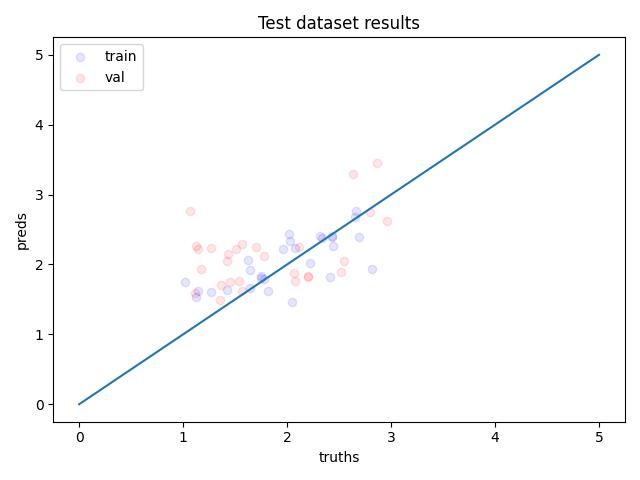 Test dataset results
train
val
preds
5
4
3
2
1
0
0 1 2 3 4 5
truths